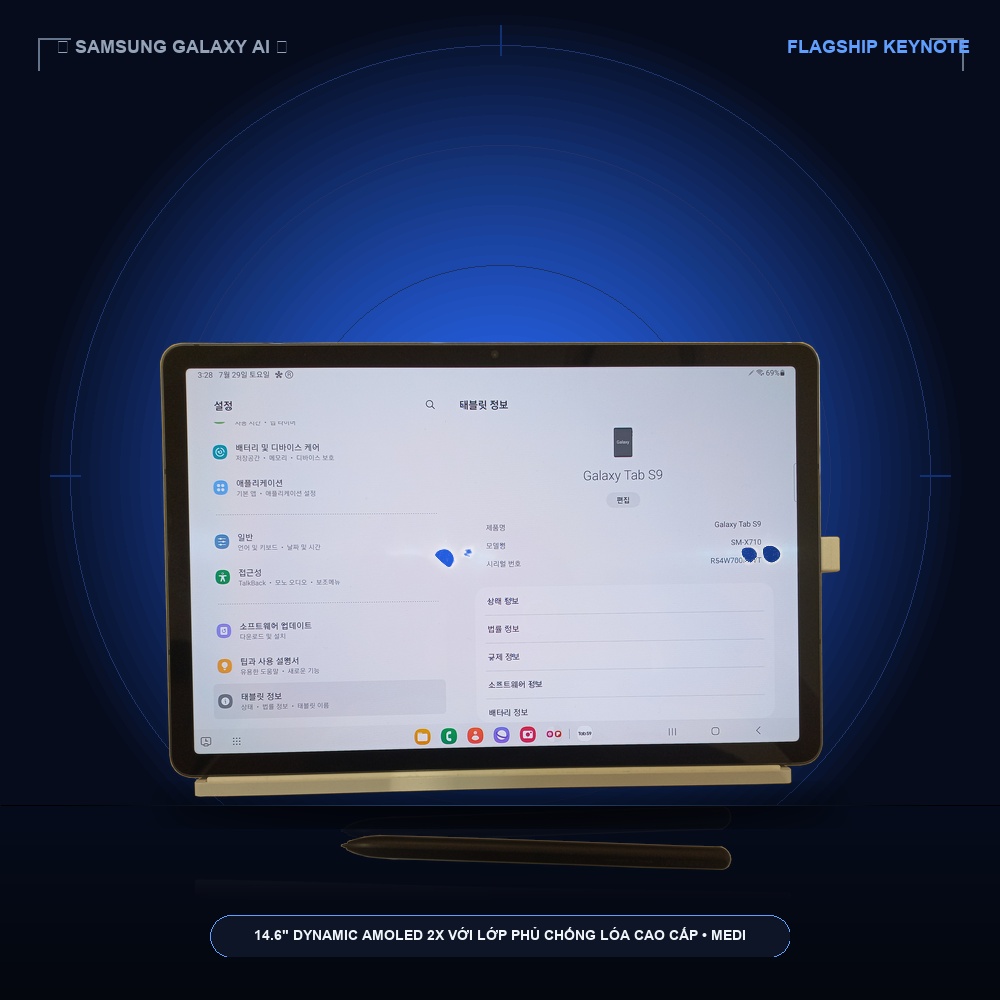 SAMSUNG GALAXY AI
FLAGSHIP KEYNOTE
3:28 7월 29일 토요일
69%
설정
태블릿 정보
배터리 및 디바이스 케어
저장공간 • 메모리 • 디바이스 보호
애플리케이션
기본 앱 • 애플리케이션 설정
일반
언어 및 키보드 • 날짜 및 시간
접근성
TalkBack • 모노 오디오 • 보조메뉴
소프트웨어 업데이트
다운로드 및 설치
팁과 사용 설명서
유용한 도움말 • 새로운 기능
태블릿 정보
상태 • 법률 정보 • 태블릿 이름
Galaxy
Galaxy Tab S9
편집
제품명 Galaxy Tab S9
모델명 SM-X710
시리얼 번호
상태 정보
법률 정보
규제 정보
소프트웨어 정보
배터리 정보
Tab S9
14.6" DYNAMIC AMOLED 2X VỚI LỚP PHỦ CHỐNG LÓA CAO CẤP • MEDI